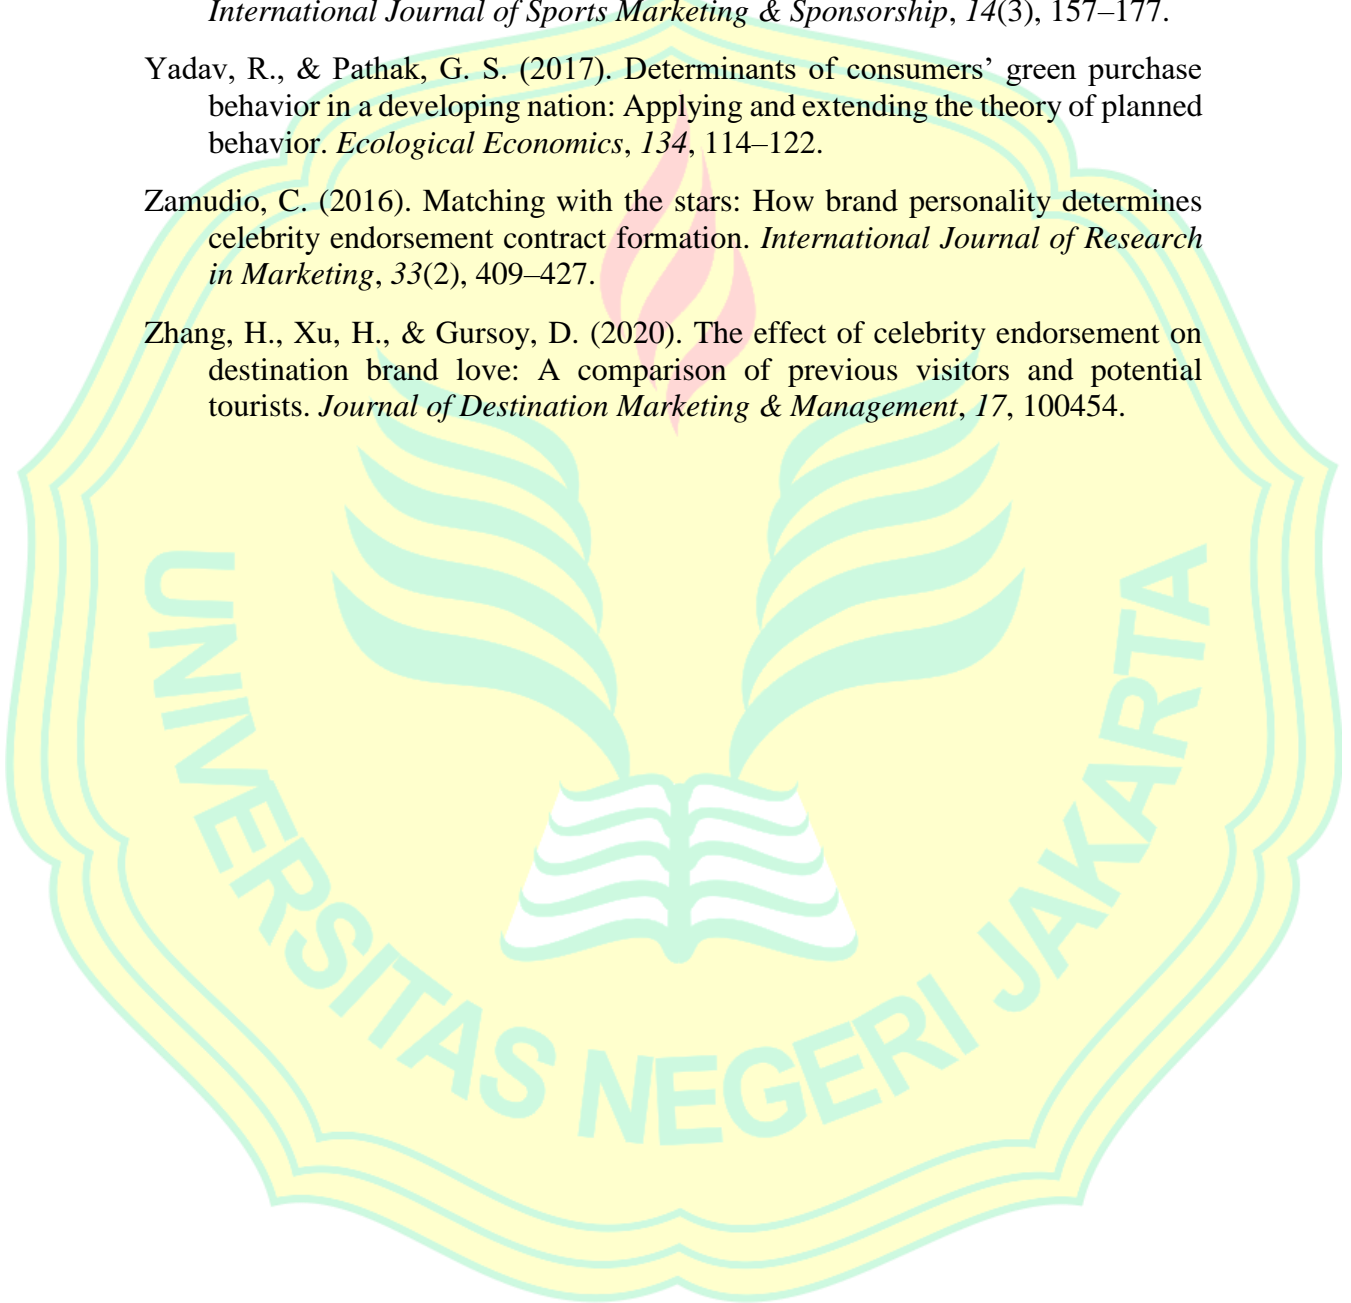 International Journal of Sports Marketing & Sponsorship, 14(3), 157–177.
Yadav, R., & Pathak, G. S. (2017). Determinants of consumers’ green purchase
behavior in a developing nation: Applying and extending the theory of planned
behavior. Ecological Economics, 134, 114–122.
Zamudio, C. (2016). Matching with the stars: How brand personality determines
celebrity endorsement contract formation. International Journal of Research
in Marketing, 33(2), 409–427.
Zhang, H., Xu, H., & Gursoy, D. (2020). The effect of celebrity endorsement on
destination brand love: A comparison of previous visitors and potential
tourists. Journal of Destination Marketing & Management, 17, 100454.
UNIVERSITAS NEGERI JAKARTA